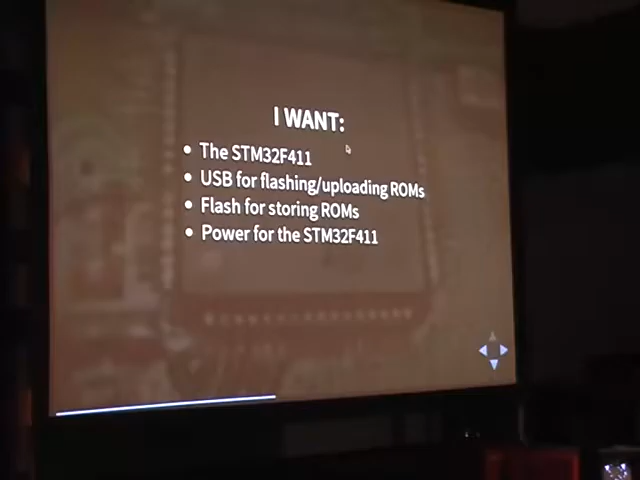 I WANT:
• The STM32F411
• USB for flashing/uploading ROMs
• Flash for storing ROMs
• Power for the STM32F411